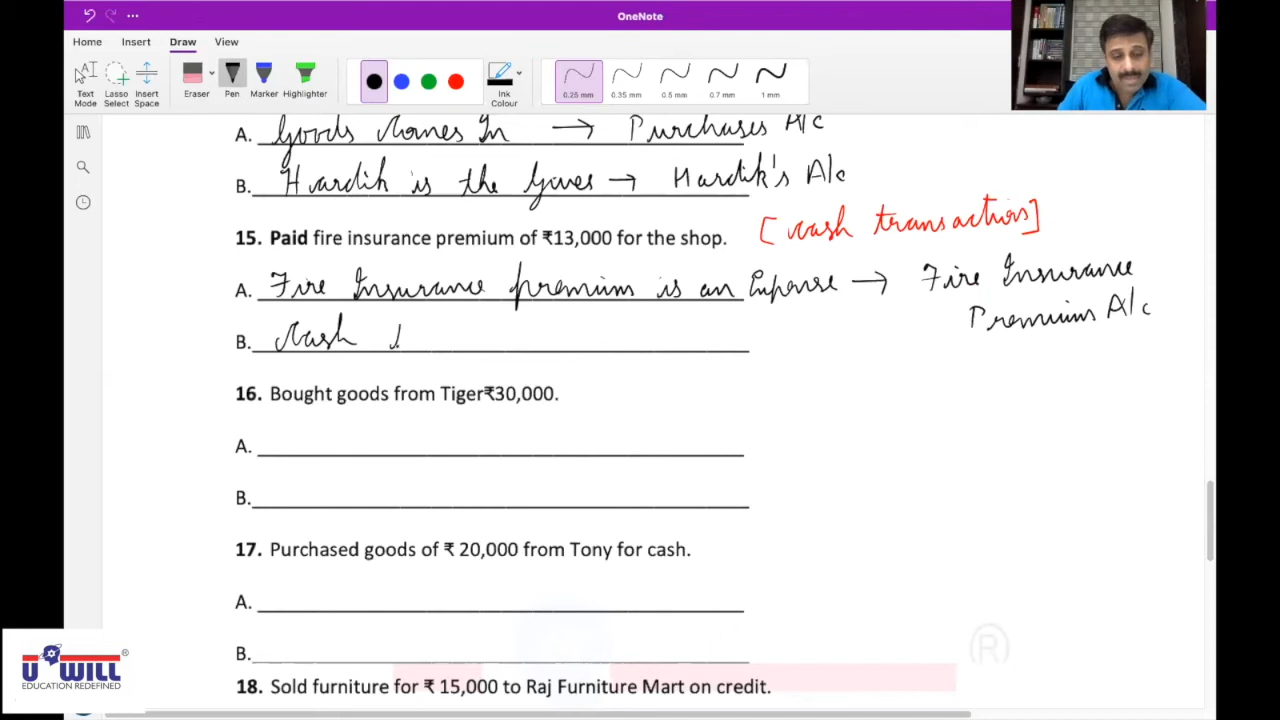 OneNote
Home Insert Draw View
Text Mode
Lasso Select
Insert Space
Eraser
Pen
Marker
Highlighter
Ink Colour
0.25 mm
0.35 mm
0.5 mm
0.7 mm
1 mm
A. Goods Comes In → Purchases A/c
B. Hardik is the Giver → Hardik's A/c
[Cash transaction]
15. Paid fire insurance premium of ₹13,000 for the shop.
A. Fire Insurance premium is an Expense → Fire Insurance
Premium A/c
B. Cash
16. Bought goods from Tiger₹30,000.
A.
B.
17. Purchased goods of ₹ 20,000 from Tony for cash.
A.
B.
18. Sold furniture for ₹ 15,000 to Raj Furniture Mart on credit.
U WILL ®
EDUCATION REDEFINED
®